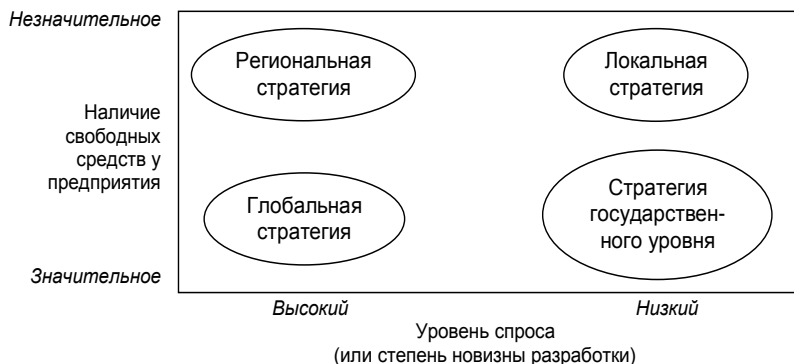 Незначительное
Региональная
стратегия
Локальная
стратегия
Наличие
свободных
средств у
предприятия
Глобальная
стратегия
Стратегия
государствен-
ного уровня
Значительное
Высокий
Низкий
Уровень спроса
(или степень новизны разработки)